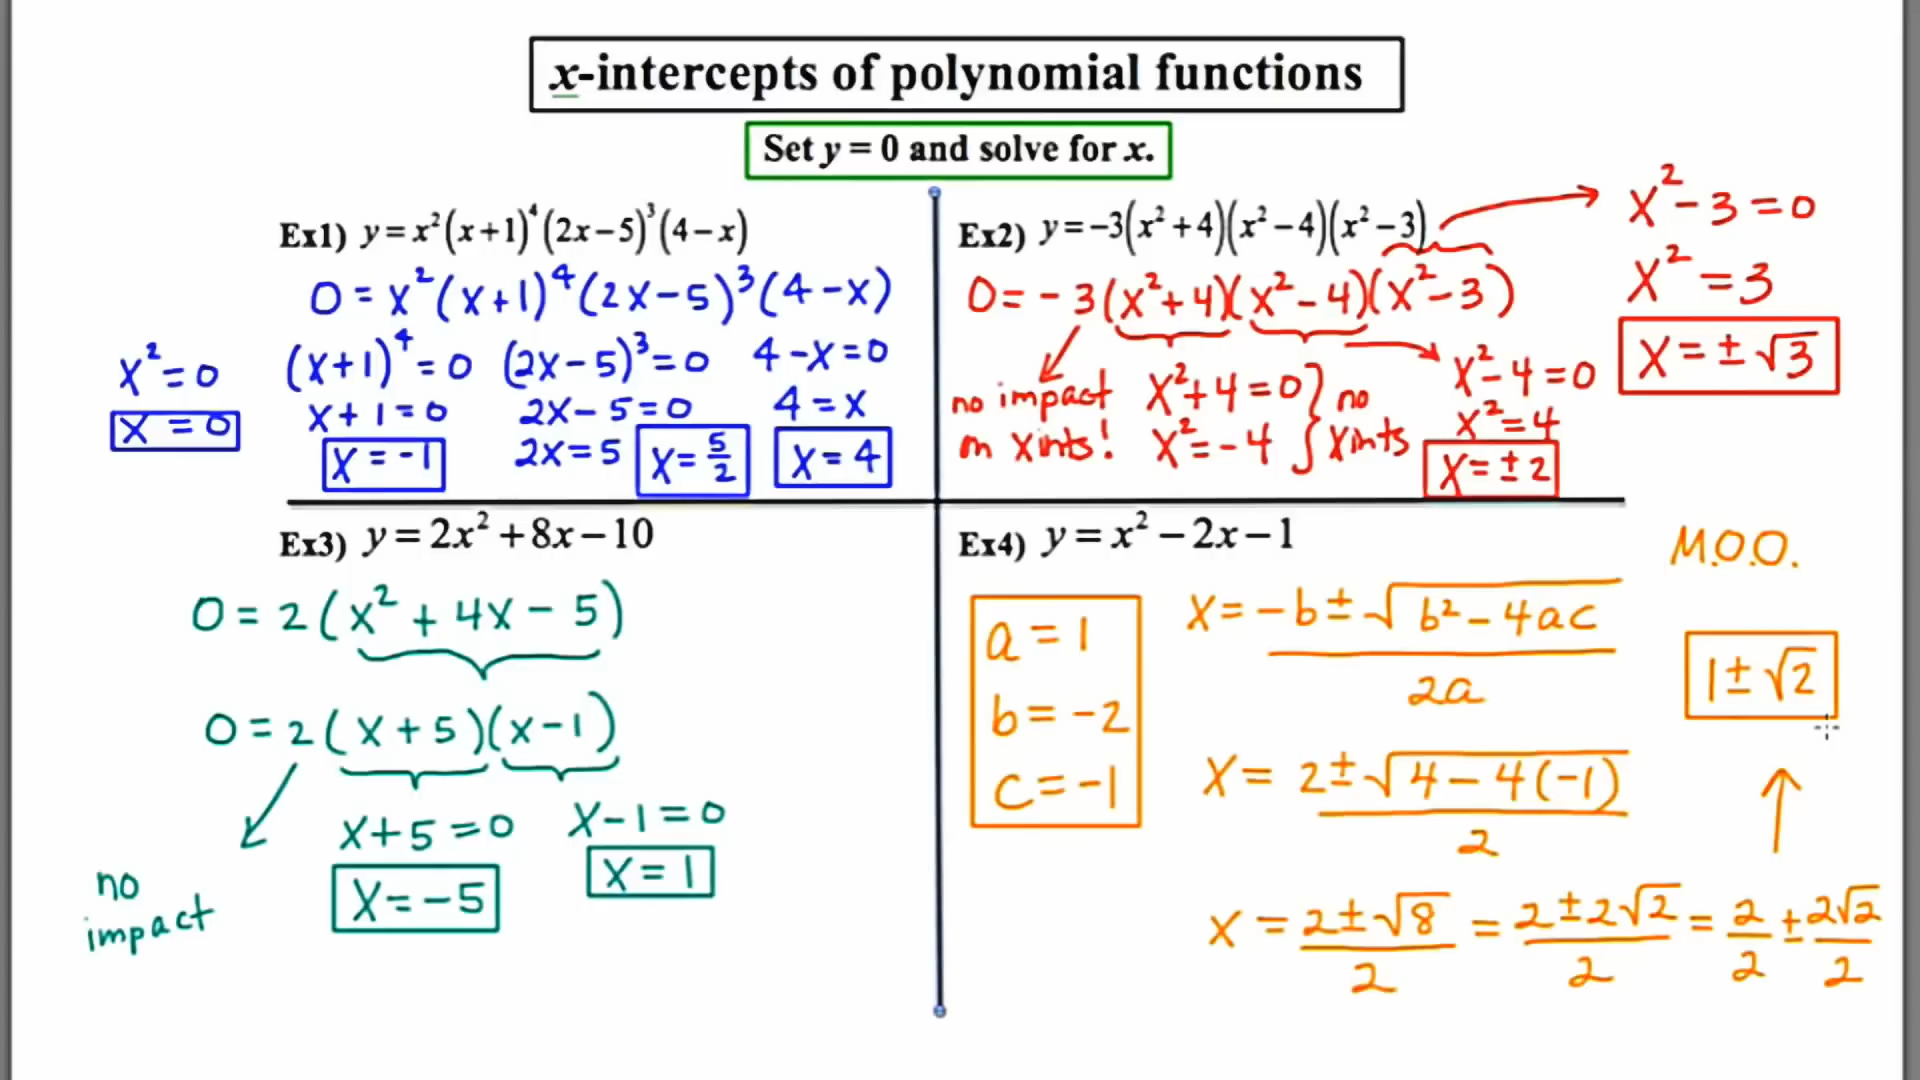 x-intercepts of polynomial functions
Set y = 0 and solve for x.
Ex1) y = x²(x+1)⁴(2x−5)³(4−x)
0 = x²(x+1)⁴(2x−5)³(4−x)
x² = 0
x = 0
(x+1)⁴ = 0
x+1 = 0
x = −1
(2x−5)³ = 0
2x−5 = 0
2x = 5
x = 5/2
4−x = 0
4 = x
x = 4
Ex2) y = −3(x²+4)(x²−4)(x²−3)
0 = −3(x²+4)(x²−4)(x²−3)
no impact
on xints!
x²+4 = 0
x² = −4
no
xints
x²−4 = 0
x² = 4
x = ±2
x²−3 = 0
x² = 3
x = ±√3
Ex3) y = 2x²+8x−10
0 = 2(x²+4x−5)
0 = 2(x+5)(x−1)
no
impact
x+5 = 0
x = −5
x−1 = 0
x = 1
Ex4) y = x²−2x−1
M.O.O.
a = 1
b = −2
c = −1
x = −b±√b²−4ac / 2a
x = 2±√4−4(−1) / 2
x = 2±√8 / 2 = 2±2√2 / 2 = 2/2 ± 2√2/2
1±√2